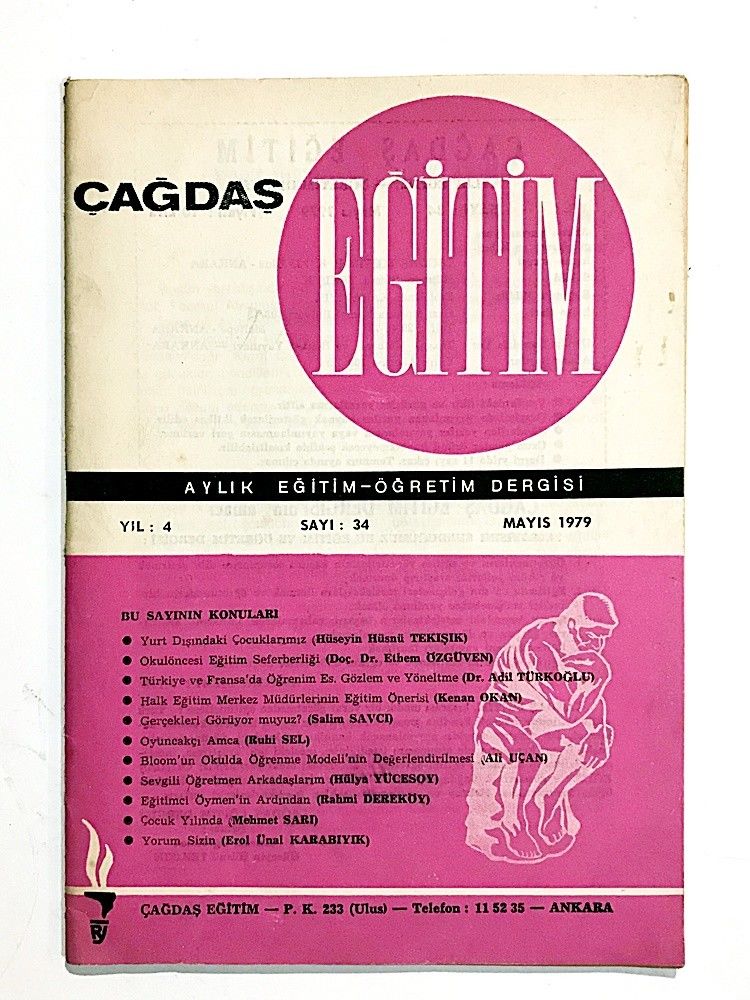 ÇAĞDAŞ
EĞİTİM
AYLIK EĞİTİM-ÖĞRETİM DERGİSİ
YIL : 4 SAYI : 34 MAYIS 1979
BU SAYININ KONULARI
● Yurt Dışındaki Çocuklarımız (Hüseyin Hüsnü TEKIŞIK)
● Okulöncesi Eğitim Seferberliği (Doç. Dr. Ethem ÖZGÜVEN)
● Türkiye ve Fransa'da Öğrenim Es. Gözlem ve Yöneltme (Dr. Adil TÜRKOĞLU)
● Halk Eğitim Merkez Müdürlerinin Eğitim Önerisi (Kenan OKAN)
● Gerçekleri Görüyor muyuz? (Salim SAVCI)
● Oyuncakçı Amca (Ruhi SEL)
● Bloom'un Okulda Öğrenme Modeli'nin Değerlendirilmesi (Ali UÇAN)
● Sevgili Öğretmen Arkadaşlarım (Hülya YÜCESOY)
● Eğitimci Öymen'in Ardından (Rahmi DEREKÖY)
● Çocuk Yılında (Mehmet SARI)
● Yorum Sizin (Erol Ünal KARABIYIK)
ÇAĞDAŞ EĞİTİM — P. K. 233 (Ulus) — Telefon : 11 52 35 — ANKARA